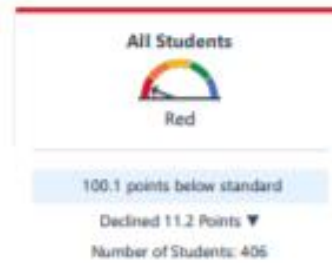 All Students
Red
100.1 points below standard
Declined 11.2 Points ▼
Number of Students: 406